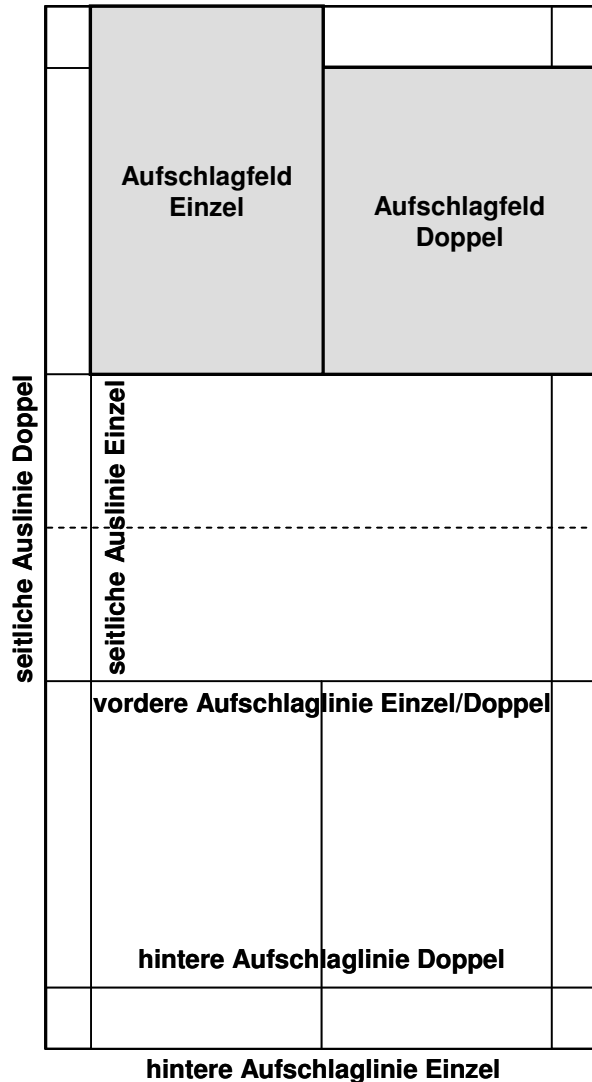 Aufschlagfeld
Einzel
Aufschlagfeld
Doppel
seitliche Auslinie Doppel
seitliche Auslinie Einzel
vordere Aufschlaglinie Einzel/Doppel
hintere Aufschlaglinie Doppel
hintere Aufschlaglinie Einzel